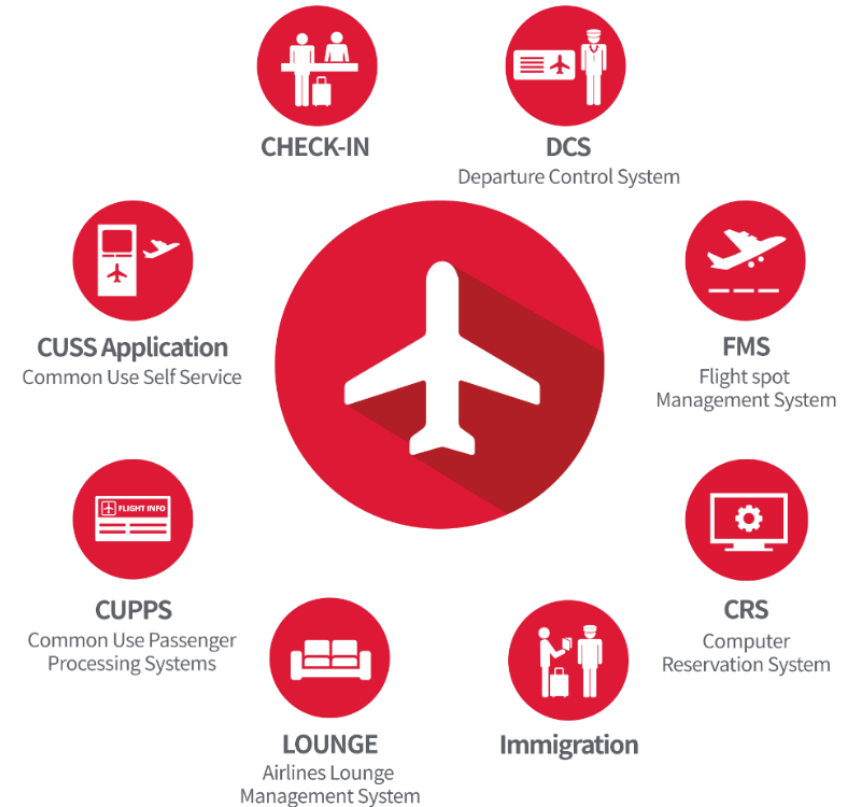 CHECK-IN
DCS
Departure Control System
CUSS Application
Common Use Self Service
FMS
Flight spot
Management System
FLIGHT INFO
CUPPS
Common Use Passenger
Processing Systems
CRS
Computer
Reservation System
LOUNGE
Airlines Lounge
Management System
Immigration